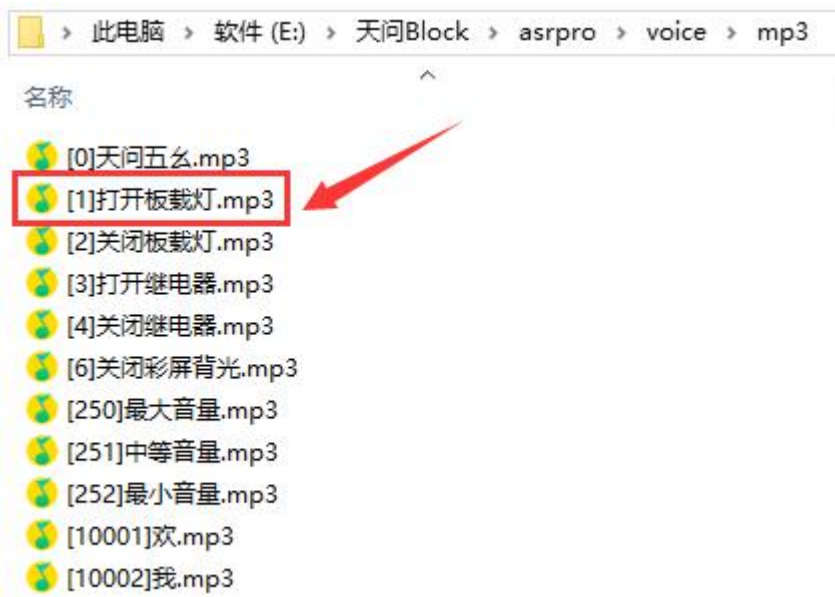 此电脑 › 软件 (E:) › 天问Block › asrpro › voice › mp3
名称
[0]天问五幺.mp3
[1]打开板载灯.mp3
[2]关闭板载灯.mp3
[3]打开继电器.mp3
[4]关闭继电器.mp3
[6]关闭彩屏背光.mp3
[250]最大音量.mp3
[251]中等音量.mp3
[252]最小音量.mp3
[10001]欢.mp3
[10002]我.mp3